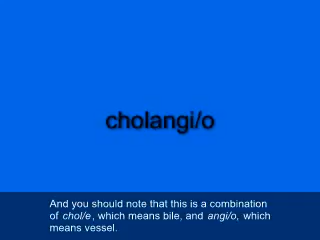 cholangi/o
And you should note that this is a combination
of chol/e, which means bile, and angi/o, which
means vessel.